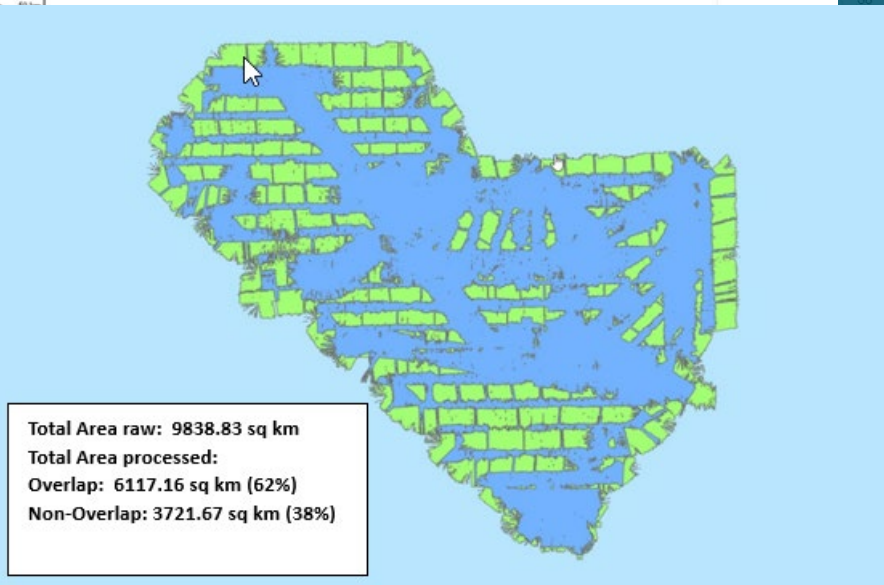 Total Area raw: 9838.83 sq km
Total Area processed:
Overlap: 6117.16 sq km (62%)
Non-Overlap: 3721.67 sq km (38%)